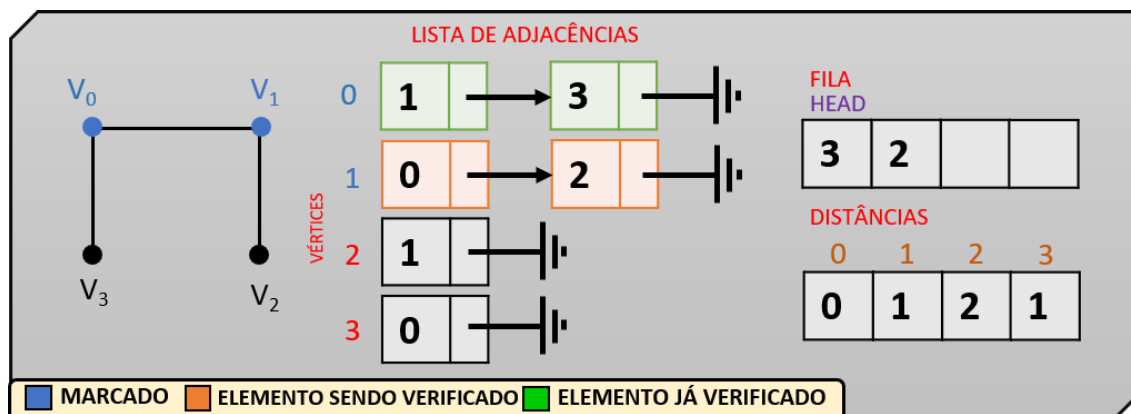 LISTA DE ADJACÊNCIAS
V0 V1
V3 V2
VÉRTICES
0 1 3
1 0 2
2 1
3 0
FILA
HEAD
3 2
DISTÂNCIAS
0 1 2 3
0 1 2 1
MARCADO ELEMENTO SENDO VERIFICADO ELEMENTO JÁ VERIFICADO